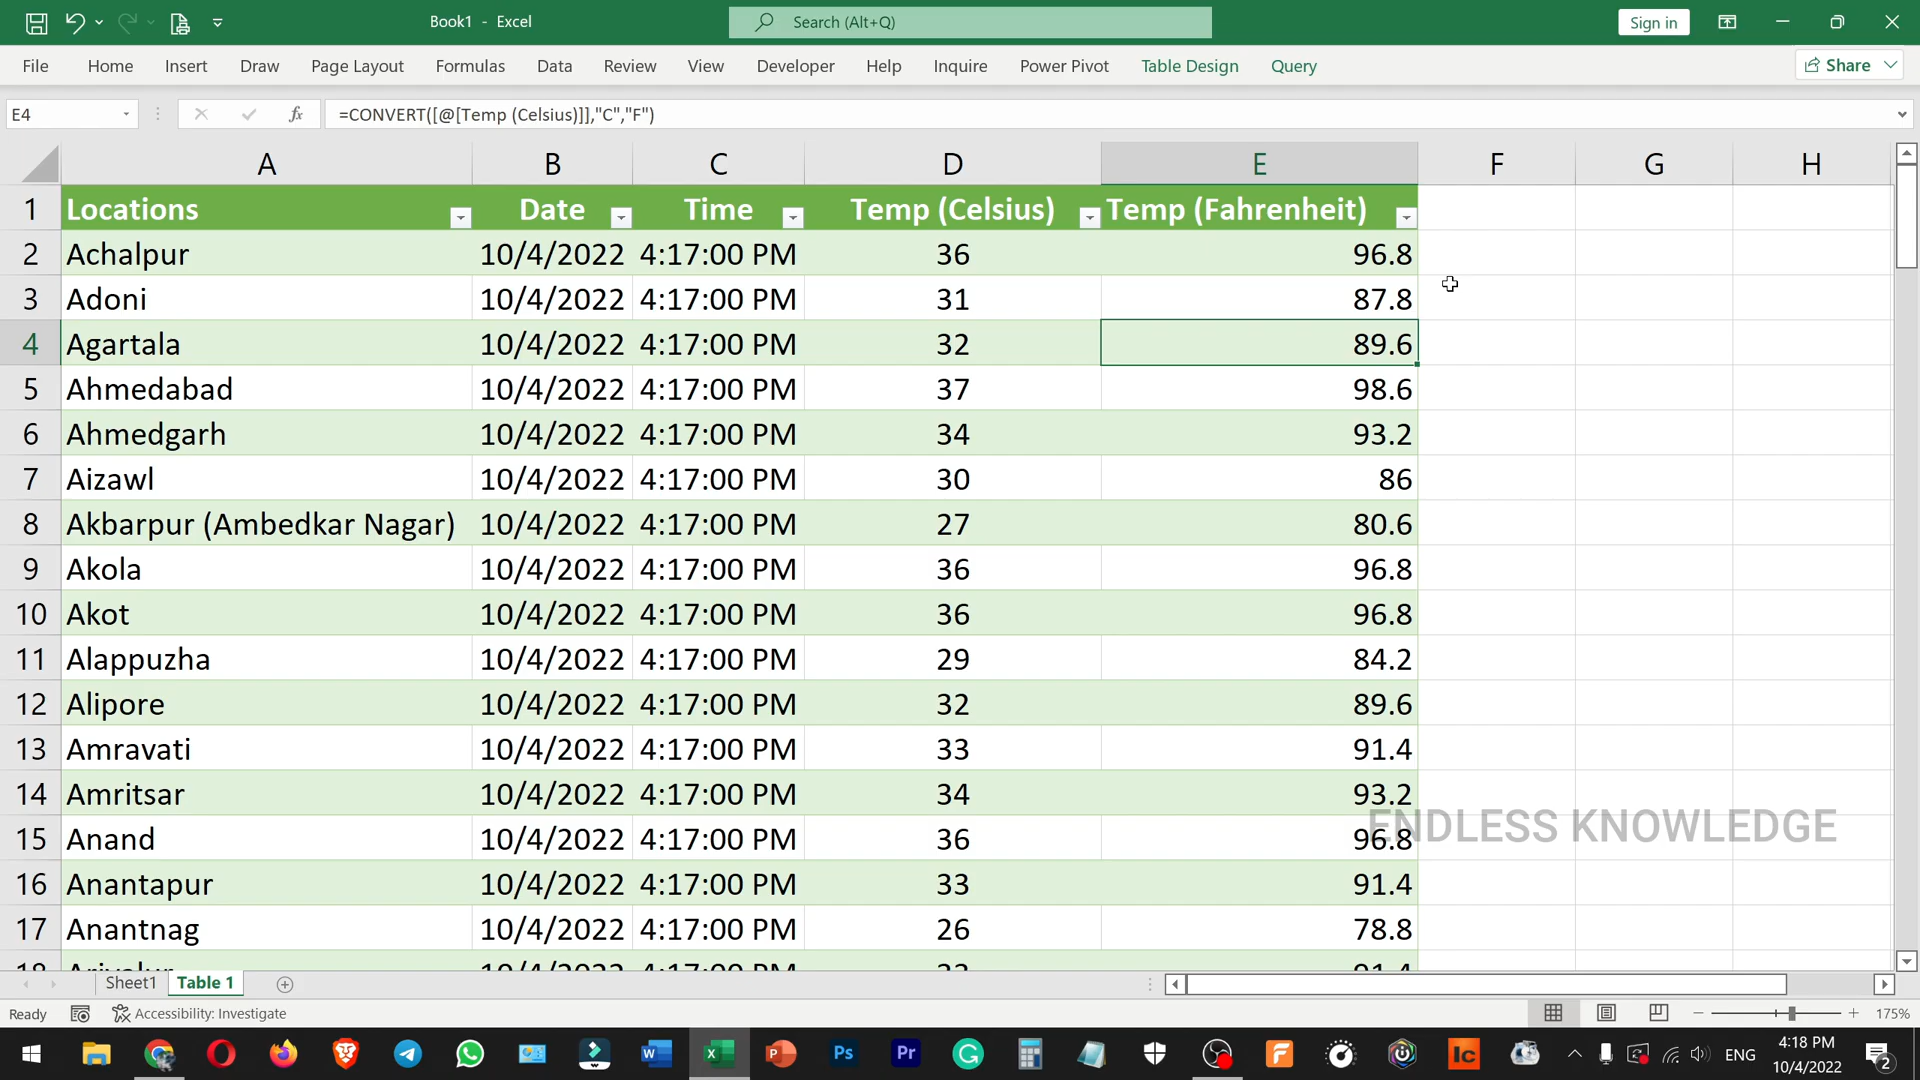 Book1 - Excel
Search (Alt+Q)
Sign in
File Home Insert Draw Page Layout Formulas Data Review View Developer Help Inquire Power Pivot Table Design Query Share
E4 fx =CONVERT([@[Temp (Celsius)]],"C","F")
A B C D E F G H
1 Locations Date Time Temp (Celsius) Temp (Fahrenheit)
2 Achalpur 10/4/2022 4:17:00 PM 36 96.8
3 Adoni 10/4/2022 4:17:00 PM 31 87.8
4 Agartala 10/4/2022 4:17:00 PM 32 89.6
5 Ahmedabad 10/4/2022 4:17:00 PM 37 98.6
6 Ahmedgarh 10/4/2022 4:17:00 PM 34 93.2
7 Aizawl 10/4/2022 4:17:00 PM 30 86
8 Akbarpur (Ambedkar Nagar) 10/4/2022 4:17:00 PM 27 80.6
9 Akola 10/4/2022 4:17:00 PM 36 96.8
10 Akot 10/4/2022 4:17:00 PM 36 96.8
11 Alappuzha 10/4/2022 4:17:00 PM 29 84.2
12 Alipore 10/4/2022 4:17:00 PM 32 89.6
13 Amravati 10/4/2022 4:17:00 PM 33 91.4
14 Amritsar 10/4/2022 4:17:00 PM 34 93.2
ENDLESS KNOWLEDGE
15 Anand 10/4/2022 4:17:00 PM 36 96.8
16 Anantapur 10/4/2022 4:17:00 PM 33 91.4
17 Anantnag 10/4/2022 4:17:00 PM 26 78.8
Sheet1 Table 1
Ready Accessibility: Investigate 175%
W X P Ps Pr G F Ic ENG 4:18 PM
10/4/2022 2